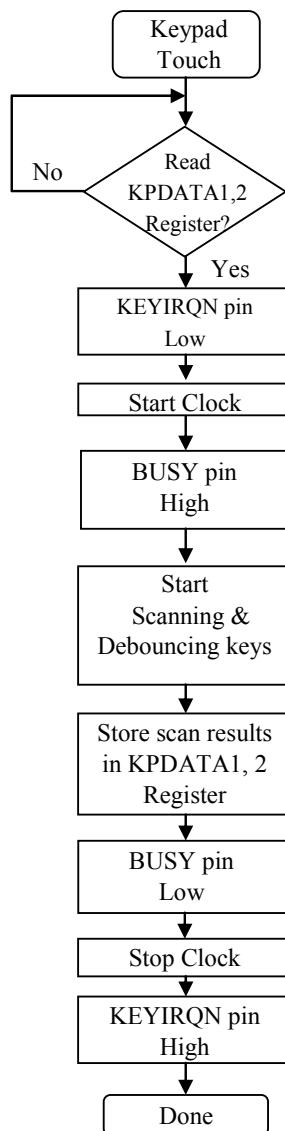 Keypad
Touch
No
Read
KPDATA1,2
Register?
Yes
KEYIRQN pin
Low
Start Clock
BUSY pin
High
Start
Scanning &
Debouncing keys
Store scan results
in KPDATA1, 2
Register
BUSY pin
Low
Stop Clock
KEYIRQN pin
High
Done